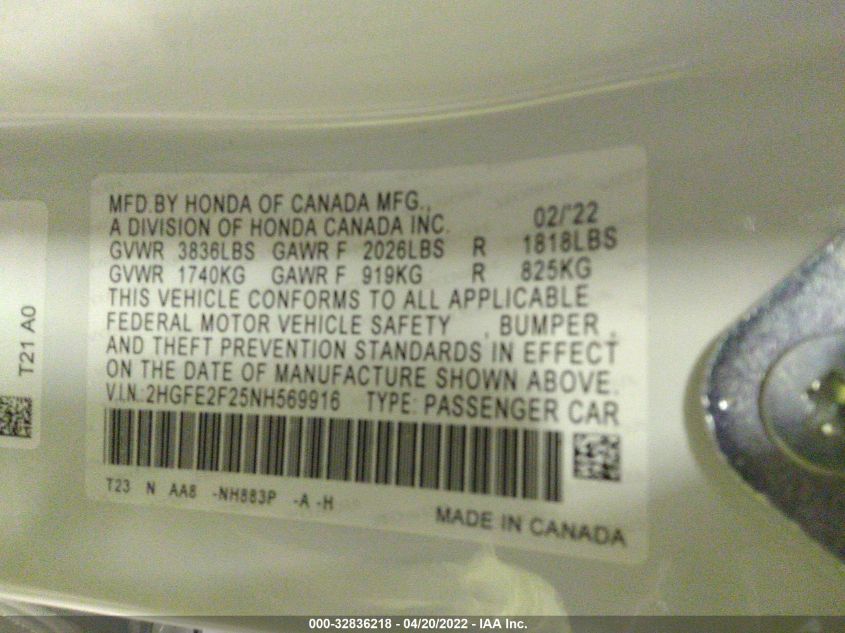 MFD.BY HONDA OF CANADA MFG.,
A DIVISION OF HONDA CANADA INC. 02/'22
GVWR 3836LBS GAWR F 2026LBS R 1818LBS
GVWR 1740KG GAWR F 919KG R 825KG
THIS VEHICLE CONFORMS TO ALL APPLICABLE
FEDERAL MOTOR VEHICLE SAFETY , BUMPER ,
AND THEFT PREVENTION STANDARDS IN EFFECT
ON THE DATE OF MANUFACTURE SHOWN ABOVE.
V.I.N.:2HGFE2F25NH569916 TYPE: PASSENGER CAR
T23 N AA8 -NH883P -A -H
MADE IN CANADA
T21 A0
000-32836218 - 04/20/2022 - IAA Inc.